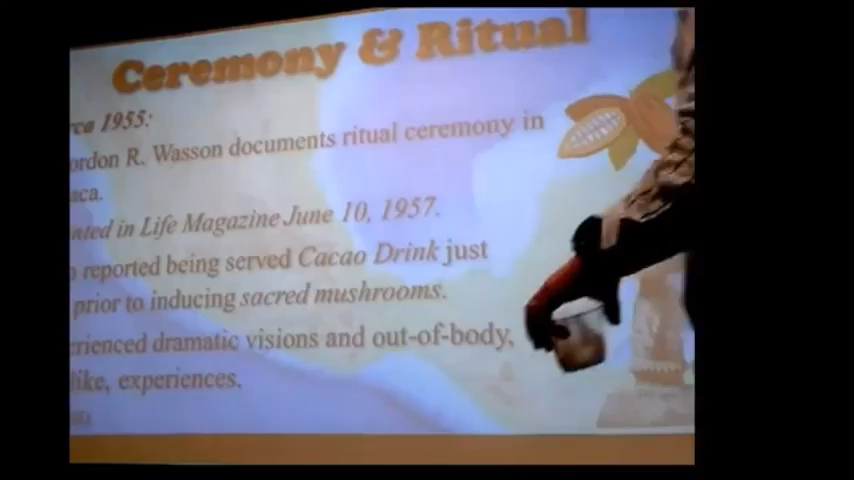 Ceremony & Ritual
rca 1955:
ordon R. Wasson documents ritual ceremony in
aca.
nted in Life Magazine June 10, 1957.
reported being served Cacao Drink just
prior to inducing sacred mushrooms.
rienced dramatic visions and out-of-body,
like, experiences.